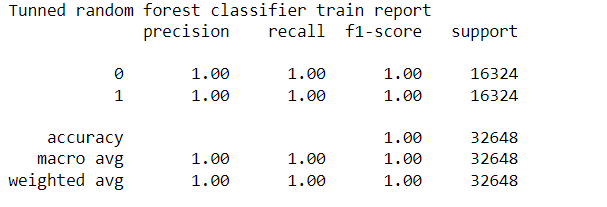 Tunned random forest classifier train report
precision recall f1-score support
0 1.00 1.00 1.00 16324
1 1.00 1.00 1.00 16324
accuracy 1.00 32648
macro avg 1.00 1.00 1.00 32648
weighted avg 1.00 1.00 1.00 32648